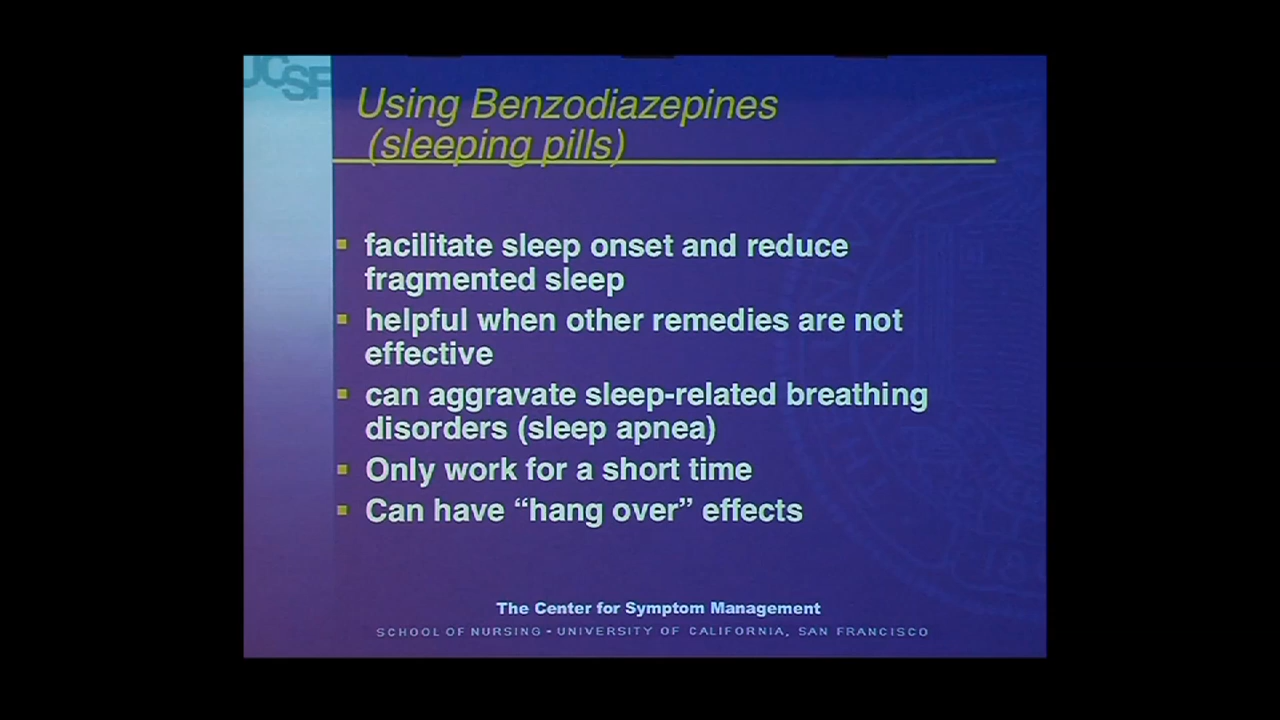 UCSF
Using Benzodiazepines
(sleeping pills)
facilitate sleep onset and reduce
fragmented sleep
helpful when other remedies are not
effective
can aggravate sleep-related breathing
disorders (sleep apnea)
Only work for a short time
Can have “hang over” effects
The Center for Symptom Management
SCHOOL OF NURSING - UNIVERSITY OF CALIFORNIA, SAN FRANCISCO